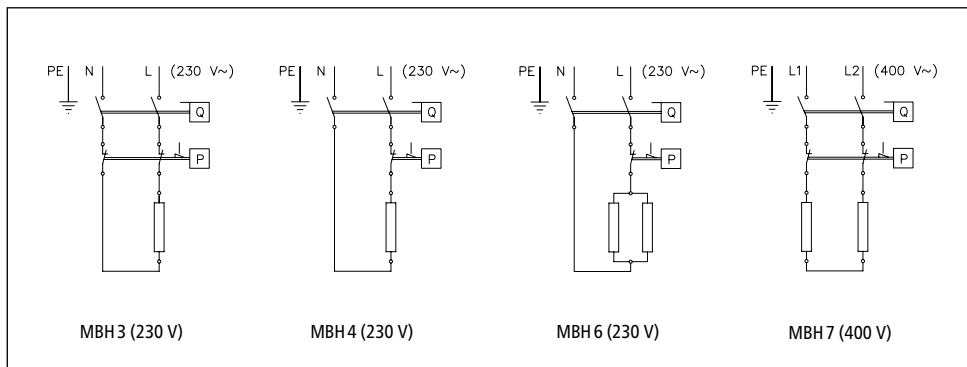 PE N L (230 V~)
Q
P
MBH 3 (230 V)
PE N L (230 V~)
Q
P
MBH 4 (230 V)
PE N L (230 V~)
Q
P
MBH 6 (230 V)
PE L1 L2 (400 V~)
Q
P
MBH 7 (400 V)